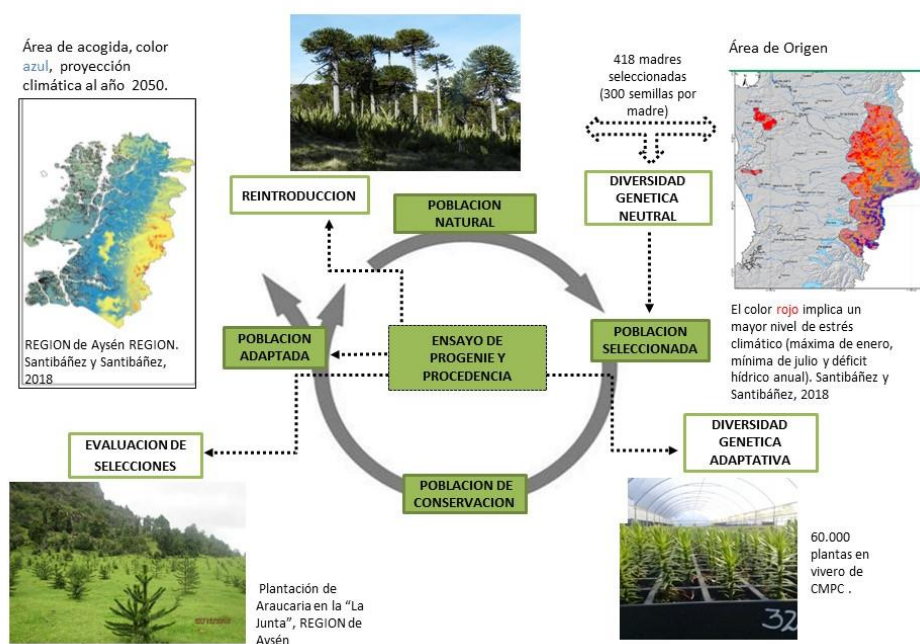 Área de acogida, color
azul, proyección
climática al año 2050.
REGION de Aysén REGION.
Santibáñez y Santibáñez,
2018
418 madres
seleccionadas
(300 semillas por
madre)
Área de Origen
REINTRODUCCION
POBLACION
NATURAL
DIVERSIDAD
GENETICA
NEUTRAL
POBLACION
ADAPTADA
ENSAYO DE
PROGENIE Y
PROCEDENCIA
POBLACION
SELECCIONADA
El color rojo implica un
mayor nivel de estrés
climático (máxima de enero,
mínima de julio y déficit
hídrico anual). Santibáñez y
Santibáñez, 2018
EVALUACION DE
SELECCIONES
DIVERSIDAD
GENETICA
ADAPTATIVA
POBLACION DE
CONSERVACION
Plantación de
Araucaria en la “La
Junta”, REGION de
Aysén
32
60.000
plantas en
vivero de
CMPC .